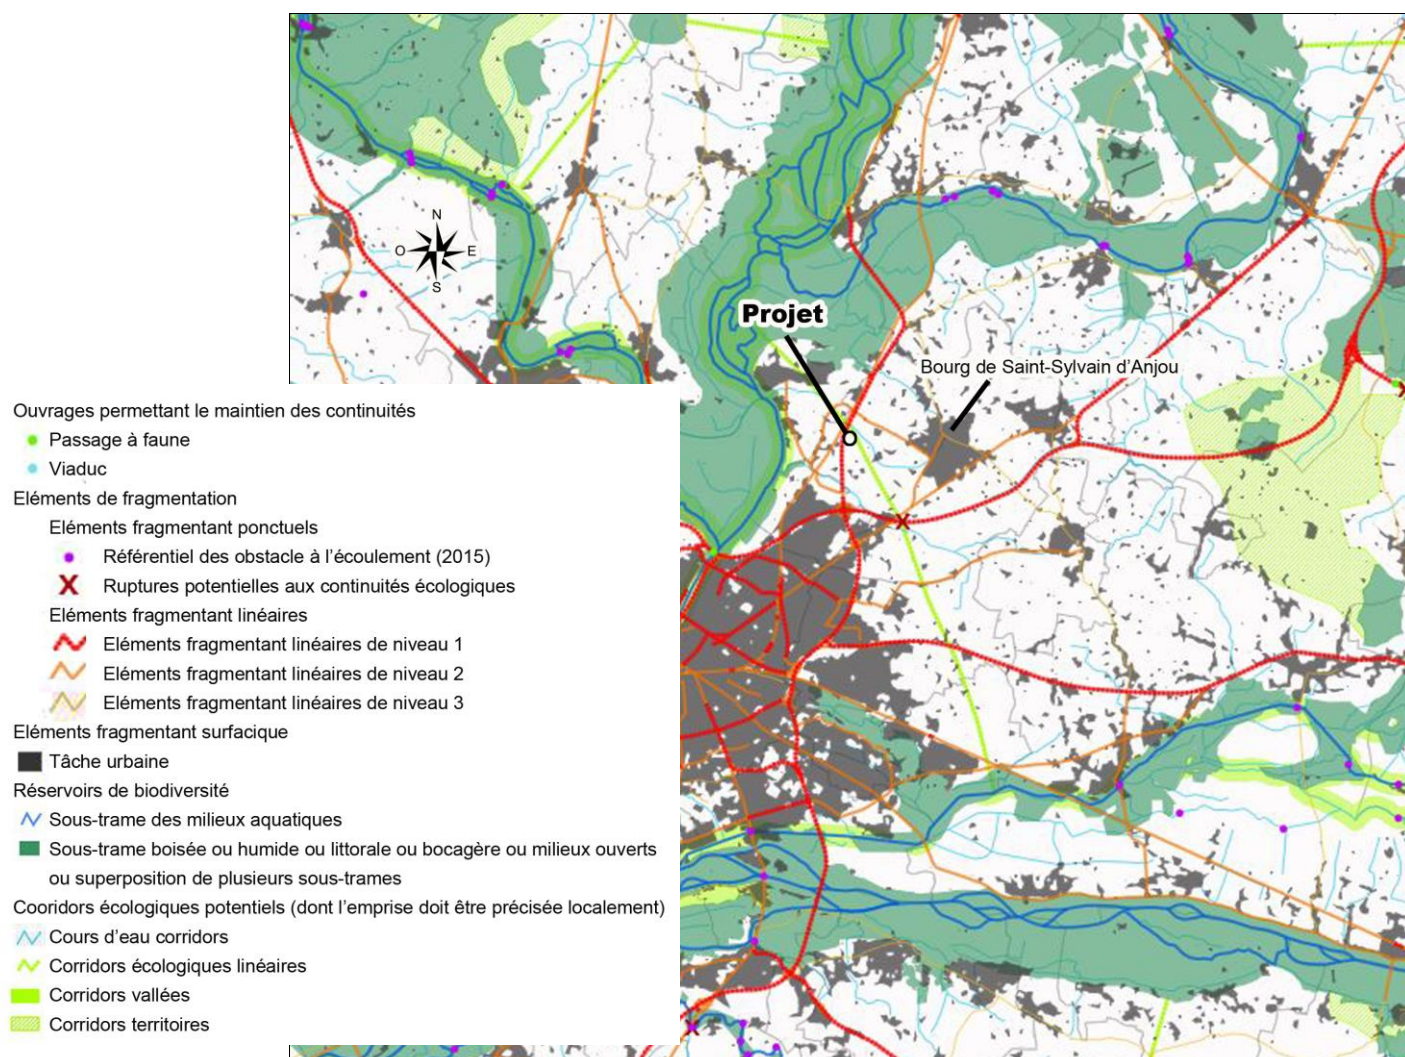 N
O
E
S
Projet
Bourg de Saint-Sylvain d'Anjou
Ouvrages permettant le maintien des continuités
Passage à faune
Viaduc
Eléments de fragmentation
Eléments fragmentant ponctuels
Référentiel des obstacle à l'écoulement (2015)
Ruptures potentielles aux continuités écologiques
Eléments fragmentant linéaires
Eléments fragmentant linéaires de niveau 1
Eléments fragmentant linéaires de niveau 2
Eléments fragmentant linéaires de niveau 3
Eléments fragmentant surfacique
Tâche urbaine
Réservoirs de biodiversité
Sous-trame des milieux aquatiques
Sous-trame boisée ou humide ou littorale ou bocagère ou milieux ouverts
ou superposition de plusieurs sous-trames
Cooridors écologiques potentiels (dont l'emprise doit être précisée localement)
Cours d'eau corridors
Corridors écologiques linéaires
Corridors vallées
Corridors territoires